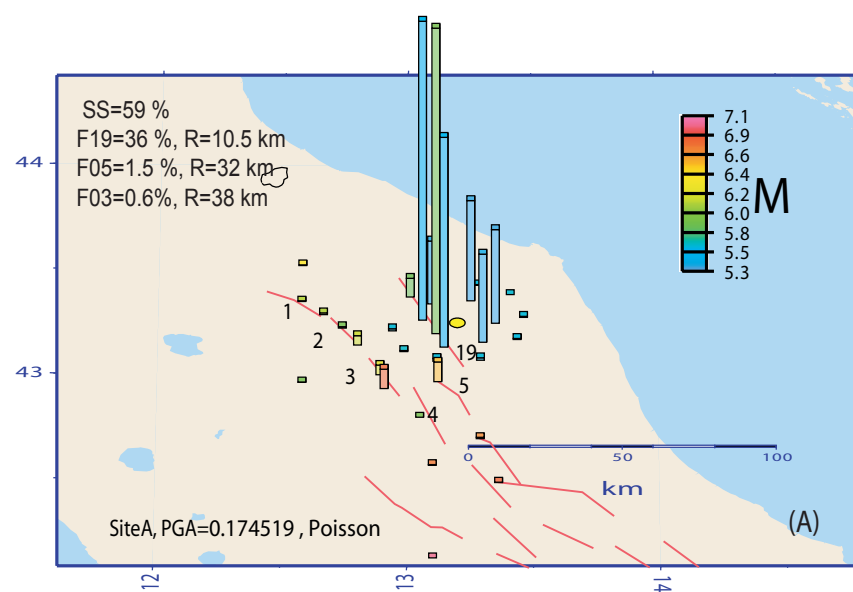 SS=59 %
F19=36 %, R=10.5 km
F05=1.5 %, R=32 km
F03=0.6%, R=38 km
7.1
6.9
6.6
6.4
6.2
6.0
5.8
5.5
5.3
M
44
43
1
2
3
4
5
19
0
50
100
km
SiteA, PGA=0.174519 , Poisson
(A)
12
13
14